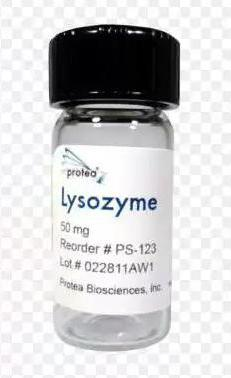 protea
Lysozyme
50 mg
Reorder # PS-123
Lot # 022811AW1
Protea Biosciences, Inc.